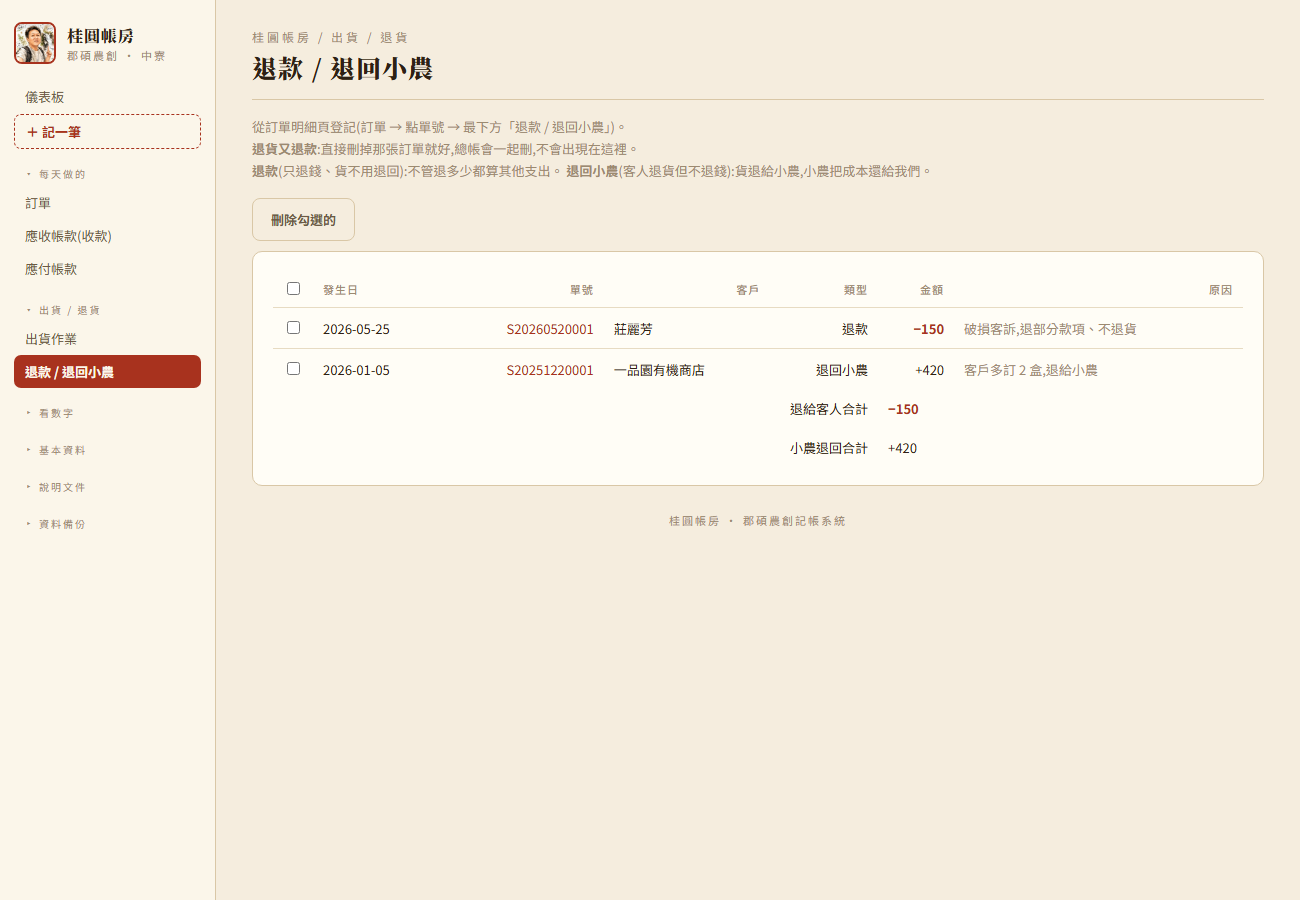 桂圓帳房
郡碩農創 · 中寮
儀表板
+ 記一筆
每天做的
訂單
應收帳款(收款)
應付帳款
出貨 / 退貨
出貨作業
退款 / 退回小農
看數字
基本資料
說明文件
資料備份
桂圓帳房 / 出貨 / 退貨
退款 / 退回小農
從訂單明細頁登記(訂單 → 點單號 → 最下方「退款 / 退回小農」)。
退貨又退款:直接刪掉那張訂單就好,總帳會一起刪,不會出現在這裡。
退款(只退錢、貨不用退回):不管退多少都算其他支出。 退回小農(客人退貨但不退錢):貨退給小農,小農把成本還給我們。
刪除勾選的
發生日 單號 客戶 類型 金額 原因
2026-05-25 S20260520001 莊麗芳 退款 −150 破損客訴,退部分款項、不退貨
2026-01-05 S20251220001 一品園有機商店 退回小農 +420 客戶多訂 2 盒,退給小農
退給客人合計 −150
小農退回合計 +420
桂圓帳房 · 郡碩農創記帳系統